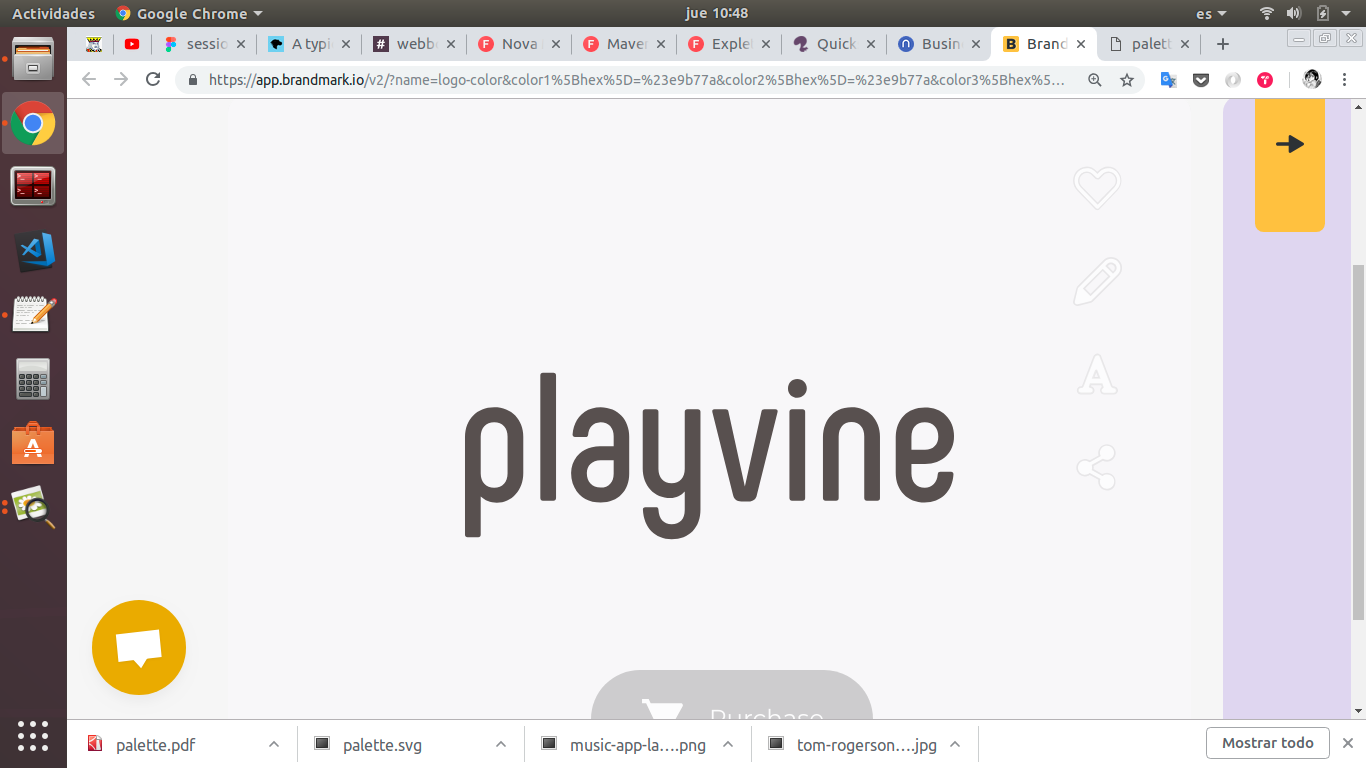 Actividades Google Chrome jue 10:48 es
sessio A typi webb Nova Maver Explet Quick Busin Brand palett
https://app.brandmark.io/v2/?name=logo-color&color1%5Bhex%5D=%23e9b77a&color2%5Bhex%5D=%23e9b77a&color3%5Bhex%5...
playvine
Purchase
palette.pdf palette.svg music-app-la....png tom-rogerson....jpg Mostrar todo